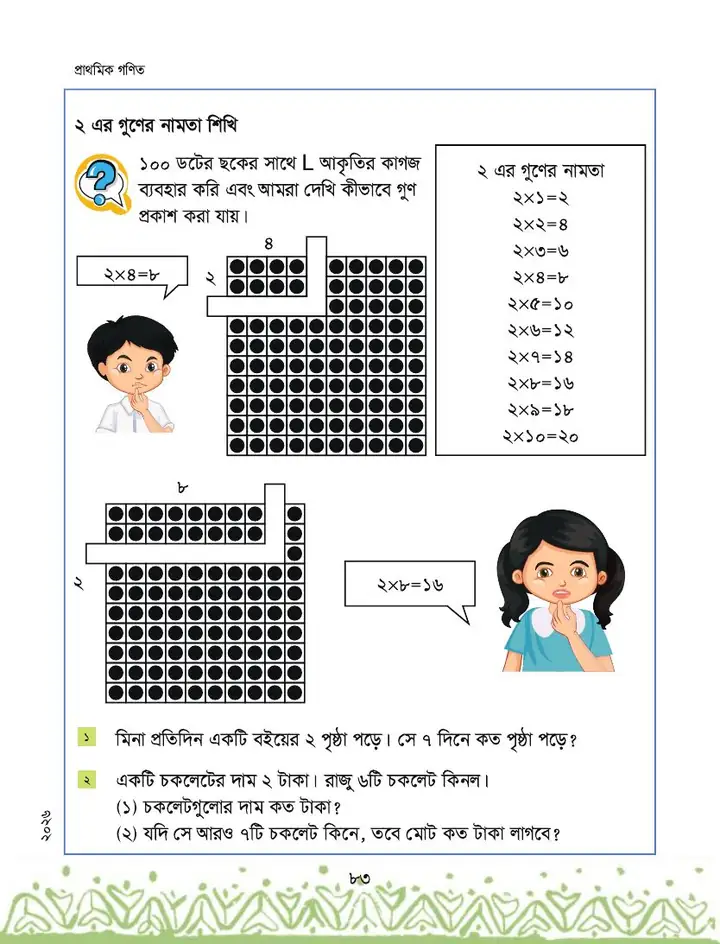 প্রাথমিক গণিত
২ এর গুণের নামতা শিখি
১০০ ডটের ছকের সাথে L আকৃতির কাগজ
ব্যবহার করি এবং আমরা দেখি কীভাবে গুণ
প্রকাশ করা যায়।
২ এর গুণের নামতা
২×১=২
২×২=৪
২×৩=৬
২×৪=৮
২×৫=১০
২×৬=১২
২×৭=১৪
২×৮=১৬
২×৯=১৮
২×১০=২০
৪
২×৪=৮
২
৮
২
২×৮=১৬
১ মিনা প্রতিদিন একটি বইয়ের ২ পৃষ্ঠা পড়ে। সে ৭ দিনে কত পৃষ্ঠা পড়ে?
২ একটি চকলেটের দাম ২ টাকা। রাজু ৬টি চকলেট কিনল।
(১) চকলেটগুলোর দাম কত টাকা?
(২) যদি সে আরও ৭টি চকলেট কিনে, তবে মোট কত টাকা লাগবে?
২০২৬
৮৩